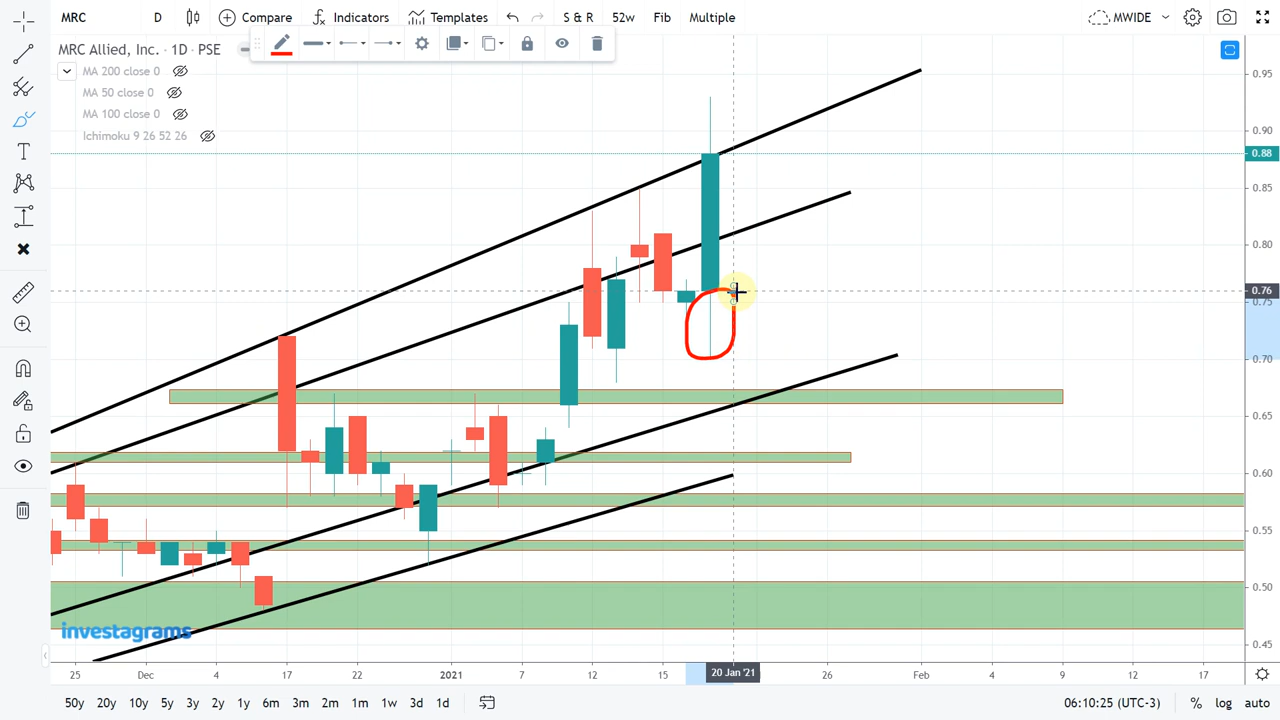 MRC D Compare Indicators Templates S & R 52w Fib Multiple MWIDE
MRC Allied, Inc. · 1D · PSE
MA 200 close 0
MA 50 close 0
MA 100 close 0
Ichimoku 9 26 52 26
0.95
0.90
0.88
0.85
0.80
0.76
0.75
0.70
0.65
0.60
0.55
0.50
0.45
investagrams
25 Dec 4 17 22 2021 7 12 15 20 Jan '21 26 Feb 4 9 12 17
50y 20y 10y 5y 3y 2y 1y 6m 3m 2m 1m 1w 3d 1d 06:10:25 (UTC-3) % log auto